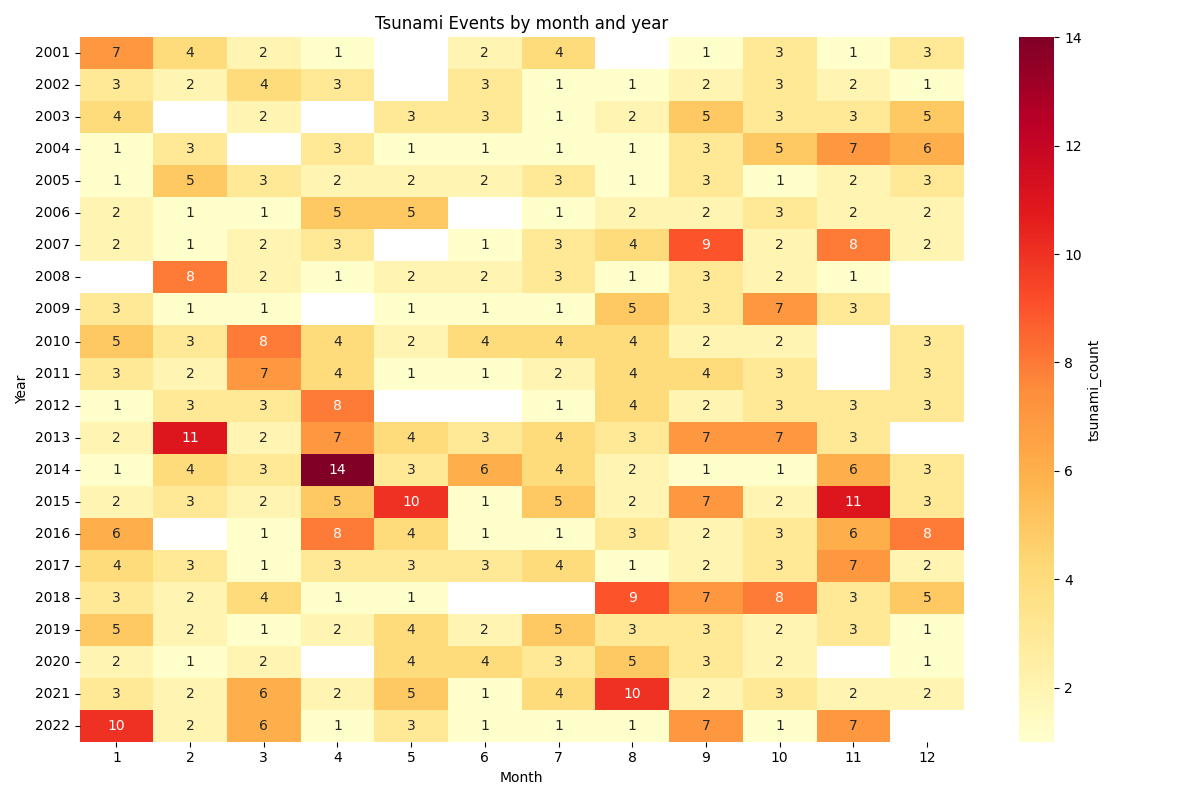 Tsunami Events by month and year
2001 7 4 2 1 2 4 1 3 1 3
2002 3 2 4 3 3 1 1 2 3 2 1
2003 4 2 3 3 1 2 5 3 3 5
2004 1 3 3 1 1 1 1 3 5 7 6
2005 1 5 3 2 2 2 3 1 3 1 2 3
2006 2 1 1 5 5 1 2 2 3 2 2
2007 2 1 2 3 1 3 4 9 2 8 2
2008 8 2 1 2 2 3 1 3 2 1
2009 3 1 1 1 1 1 5 3 7 3
2010 5 3 8 4 2 4 4 4 2 2 3
2011 3 2 7 4 1 1 2 4 4 3 3
2012 1 3 3 8 1 4 2 3 3 3
2013 2 11 2 7 4 3 4 3 7 7 3
2014 1 4 3 14 3 6 4 2 1 1 6 3
2015 2 3 2 5 10 1 5 2 7 2 11 3
2016 6 1 8 4 1 1 3 2 3 6 8
2017 4 3 1 3 3 3 4 1 2 3 7 2
2018 3 2 4 1 1 9 7 8 3 5
2019 5 2 1 2 4 2 5 3 3 2 3 1
2020 2 1 2 4 4 3 5 3 2 1
2021 3 2 6 2 5 1 4 10 2 3 2 2
2022 10 2 6 1 3 1 1 1 7 1 7
1 2 3 4 5 6 7 8 9 10 11 12
Month
Year
14
12
10
8
6
4
2
tsunami_count